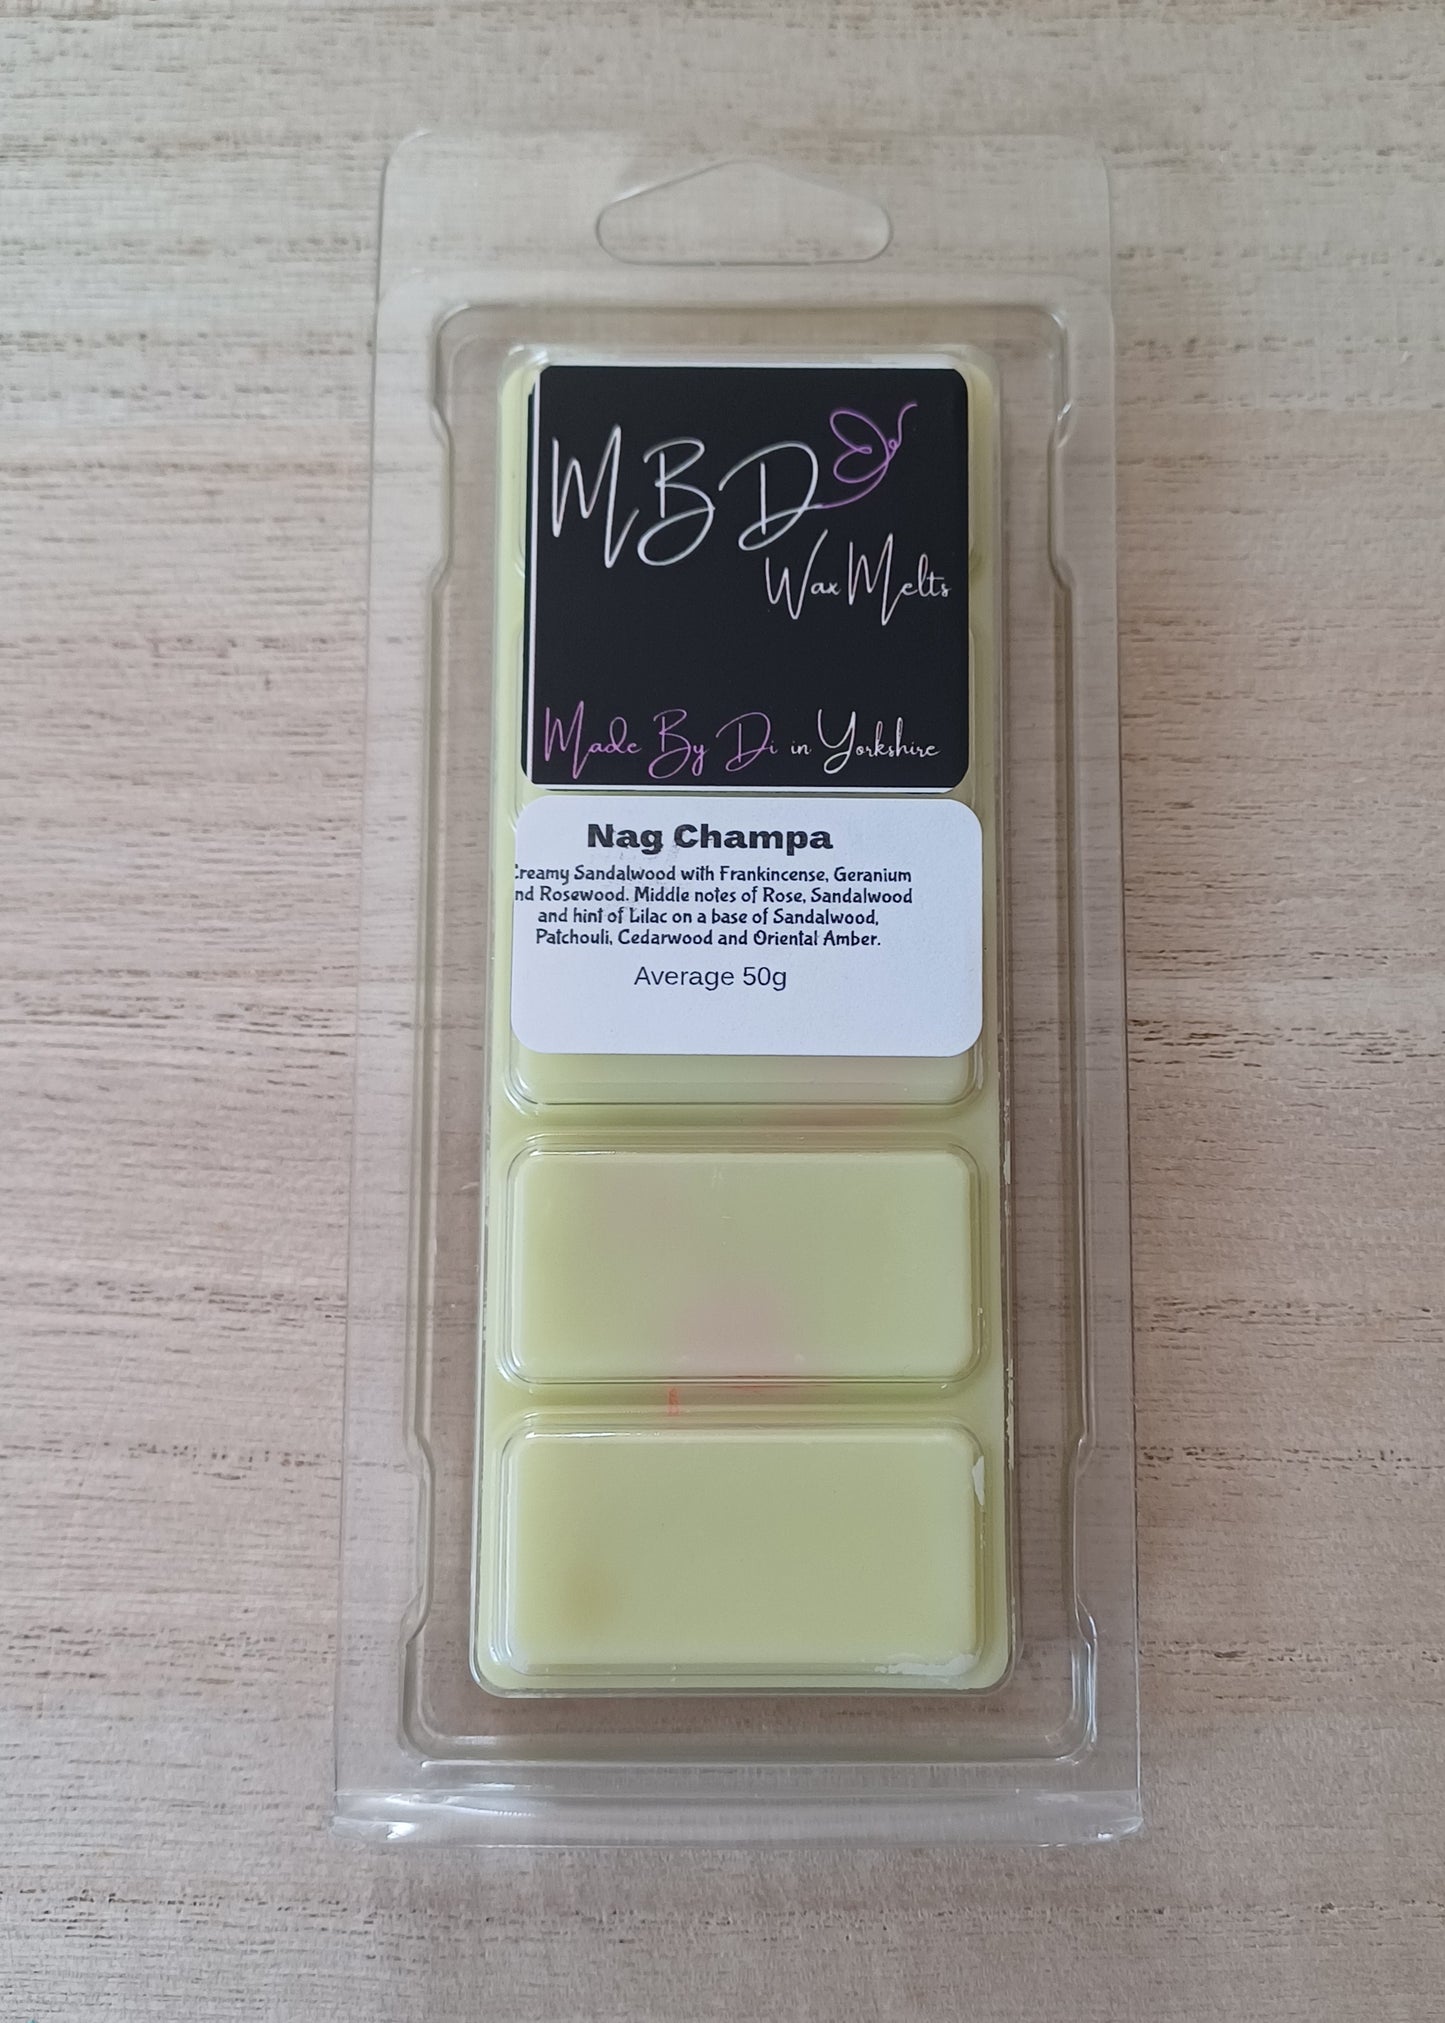 MBD
Wax Melts
Made By Di in Yorkshire
Nag Champa
Creamy Sandalwood with Frankincense, Geranium
nd Rosewood. Middle notes of Rose, Sandalwood
and hint of Lilac on a base of Sandalwood,
Patchouli, Cedarwood and Oriental Amber.
Average 50g